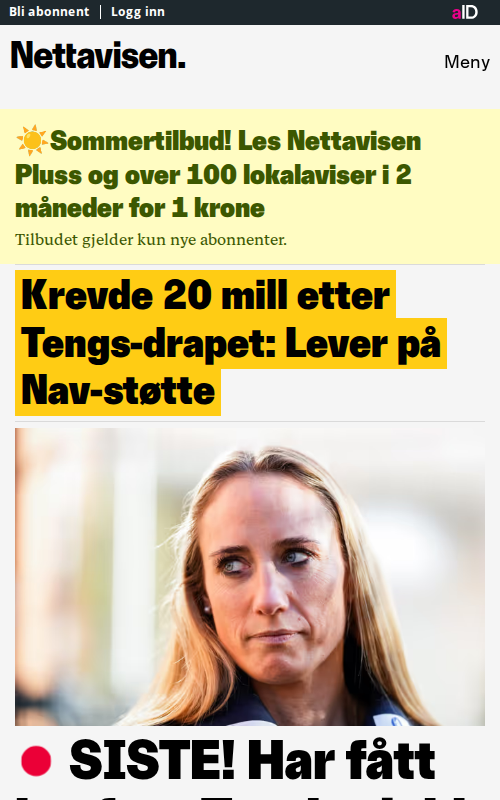 Bli abonnent
Logg inn
aID
Nettavisen.
Meny
Sommertilbud! Les Nettavisen
Pluss og over 100 lokalaviser i 2
måneder for 1 krone
Tilbudet gjelder kun nye abonnenter.
Krevde 20 mill etter
Tengs-drapet: Lever på
Nav-støtte
SISTE! Har fått